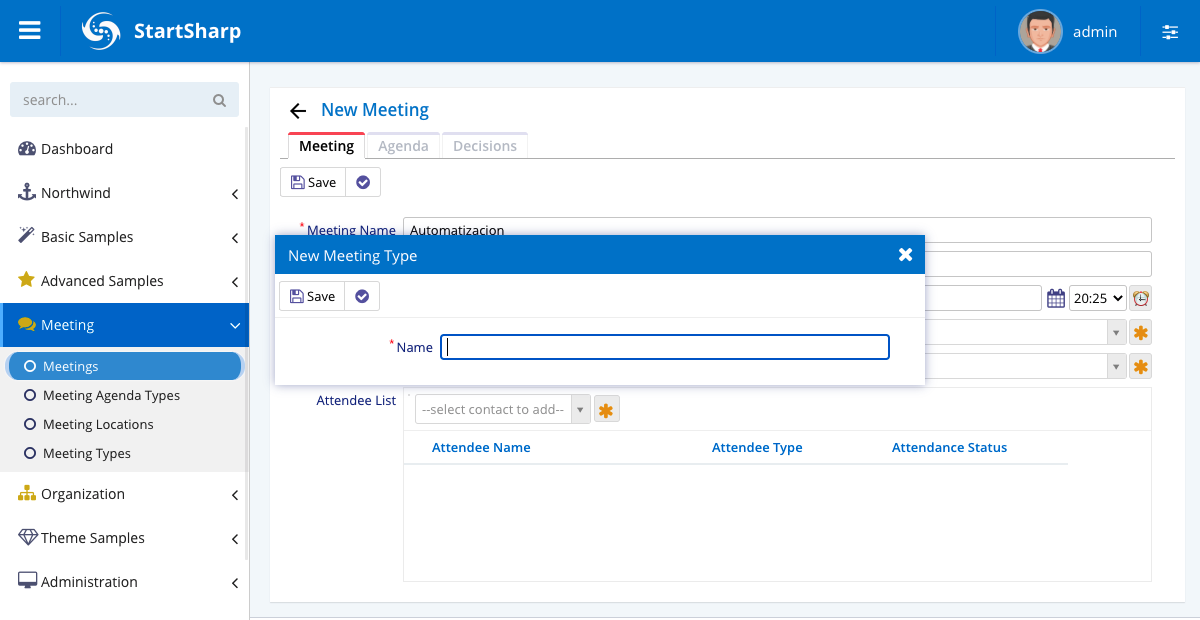 StartSharp
admin
search...
Dashboard
Northwind
Basic Samples
Advanced Samples
Meeting
Meetings
Meeting Agenda Types
Meeting Locations
Meeting Types
Organization
Theme Samples
Administration
New Meeting
Meeting Agenda Decisions
Save
* Meeting Name Automatizacion
20:25
New Meeting Type
Save
* Name
Attendee List
--select contact to add--
Attendee Name Attendee Type Attendance Status